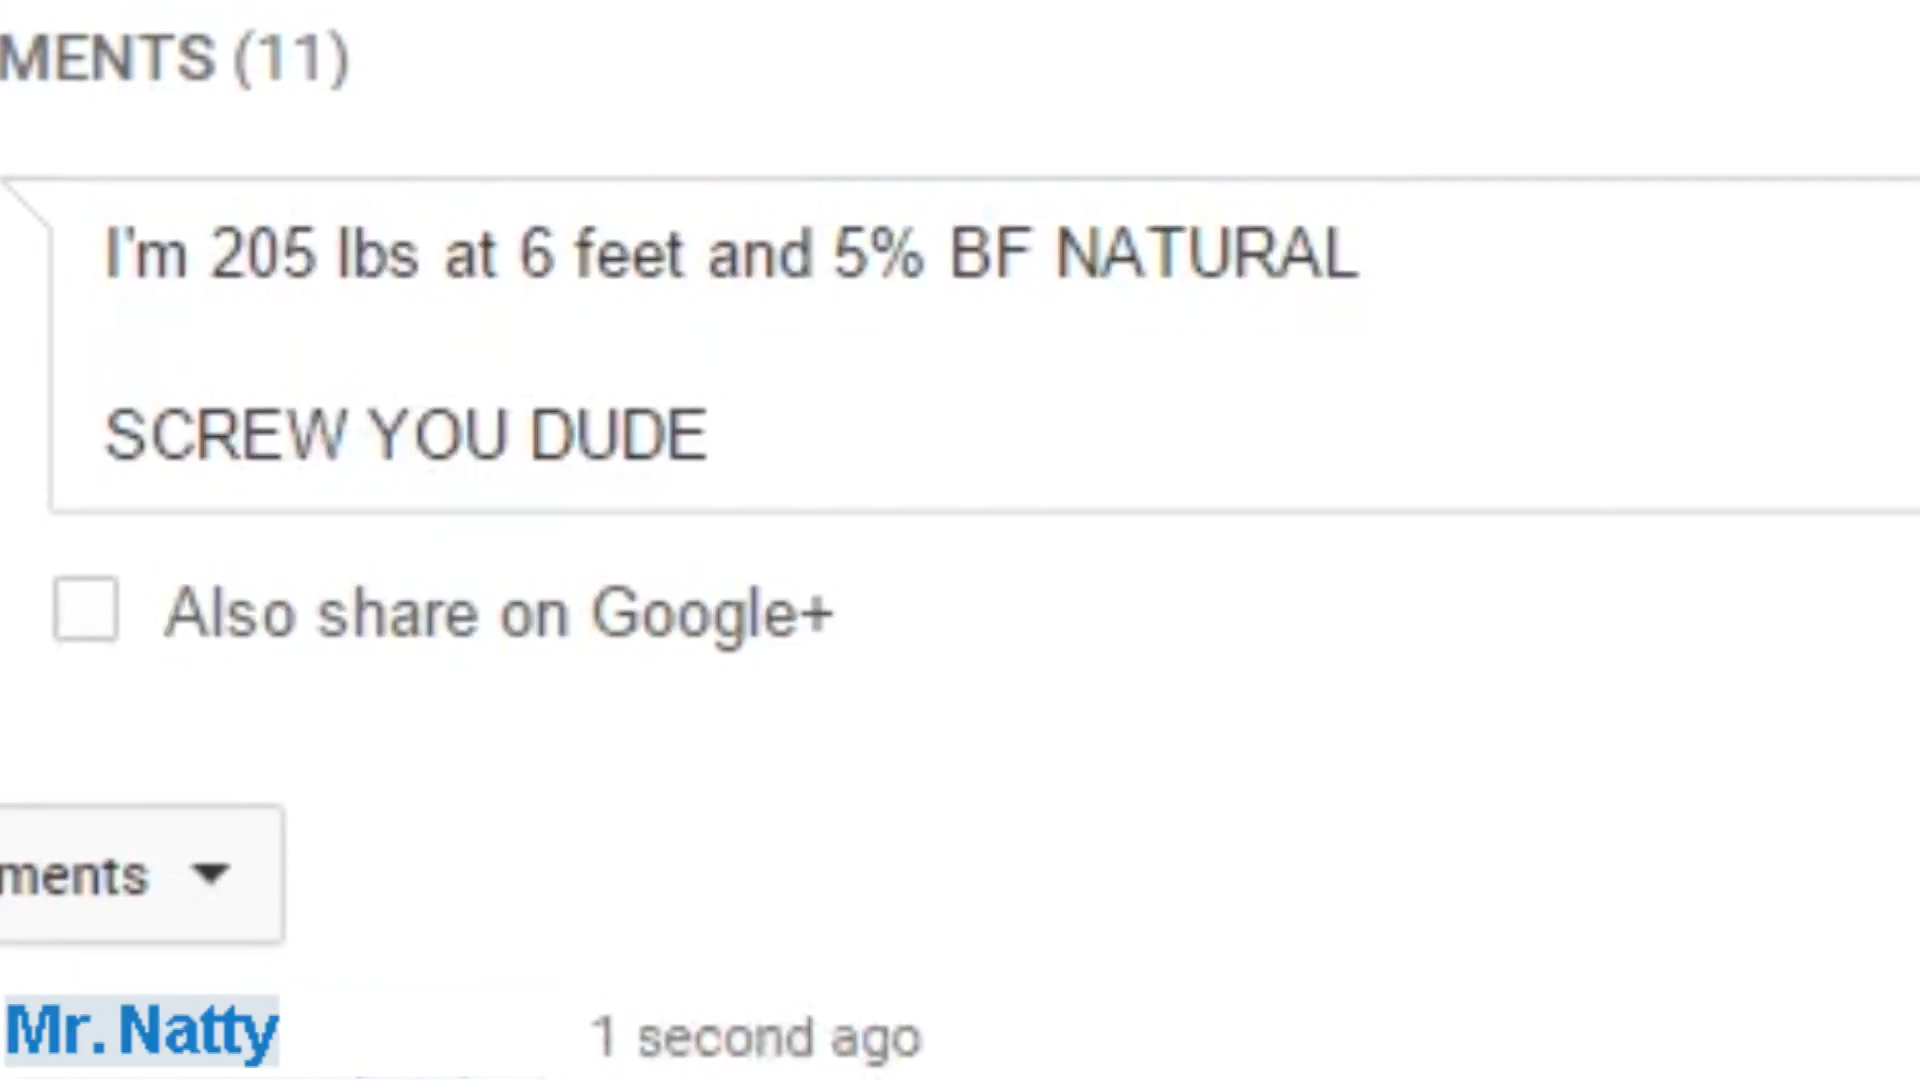 MENTS (11)
I'm 205 lbs at 6 feet and 5% BF NATURAL
SCREW YOU DUDE
Also share on Google+
ments
Mr. Natty 1 second ago